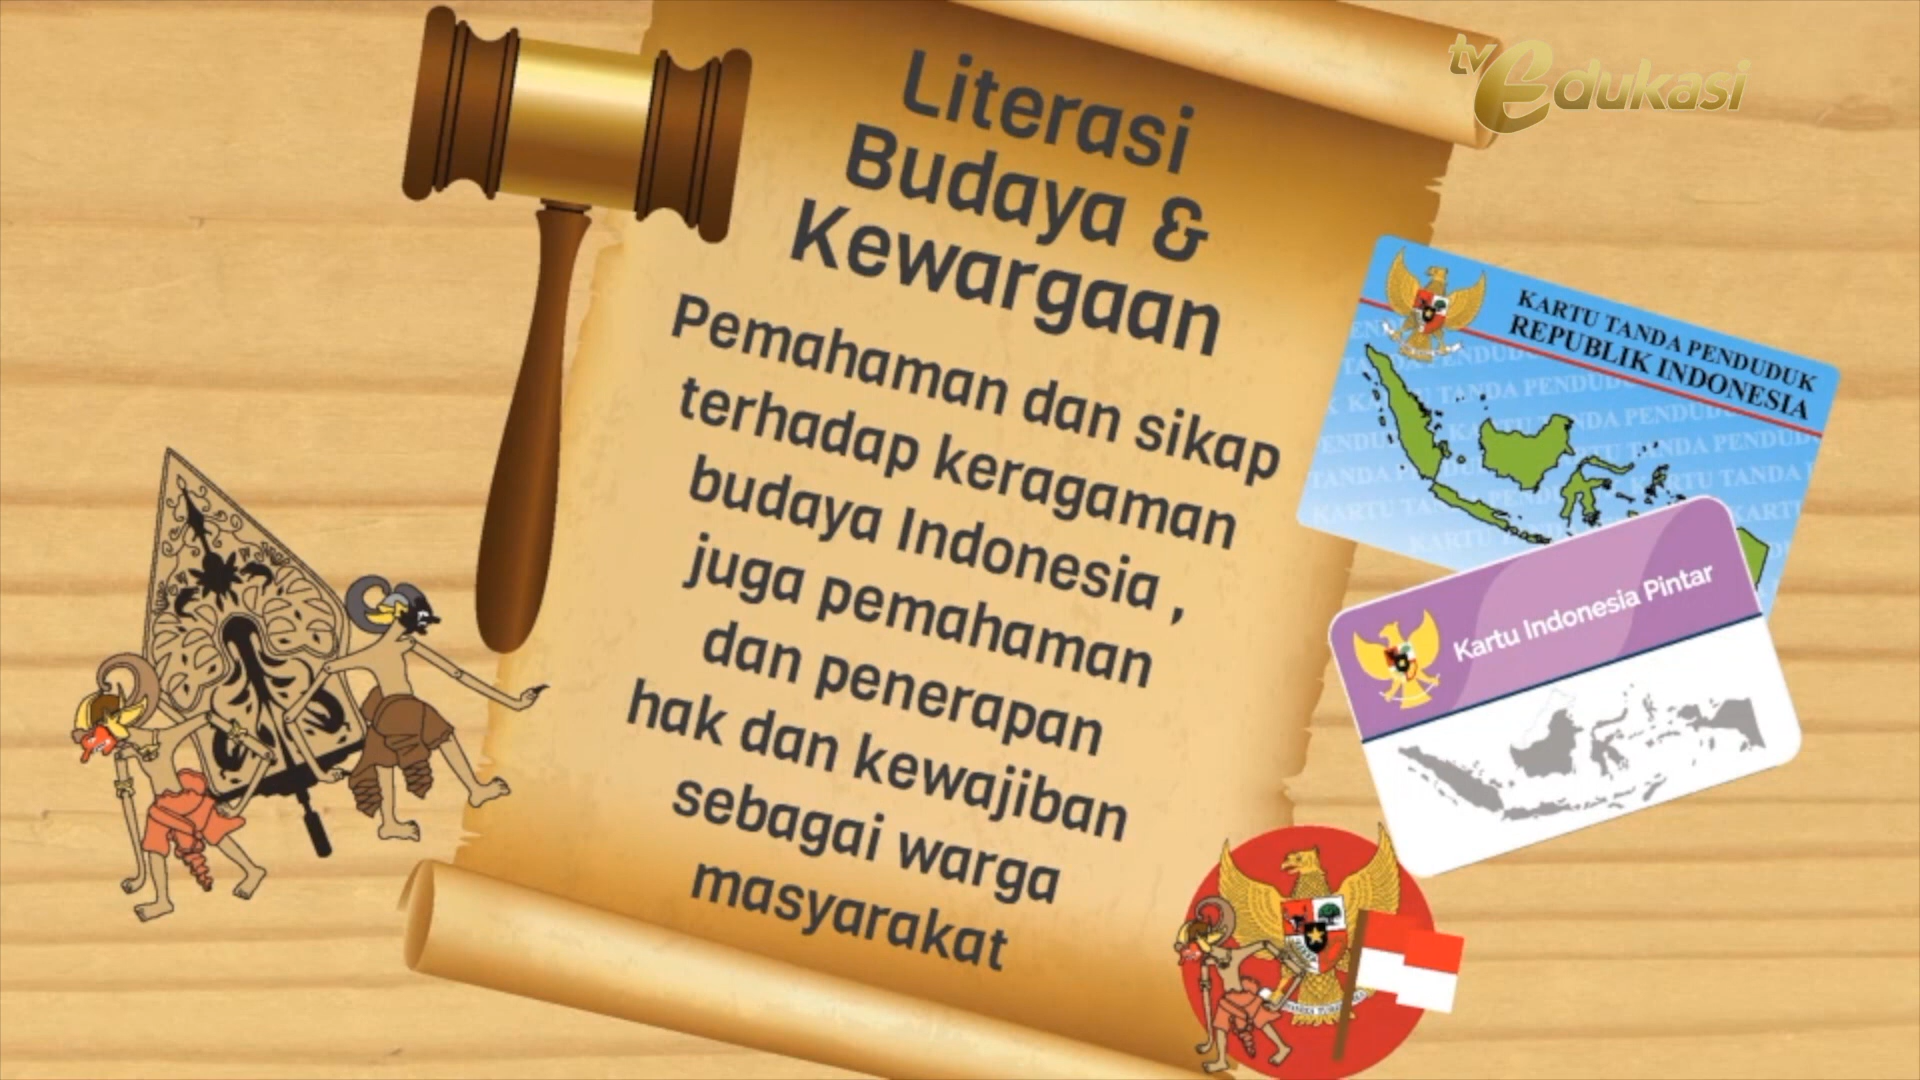 tv edukasi
Literasi
Budaya &
Kewargaan
Pemahaman dan sikap
terhadap keragaman
budaya Indonesia ,
juga pemahaman
dan penerapan
hak dan kewajiban
sebagai warga
masyarakat
KARTU TANDA PENDUDUK
REPUBLIK INDONESIA
Kartu Indonesia Pintar